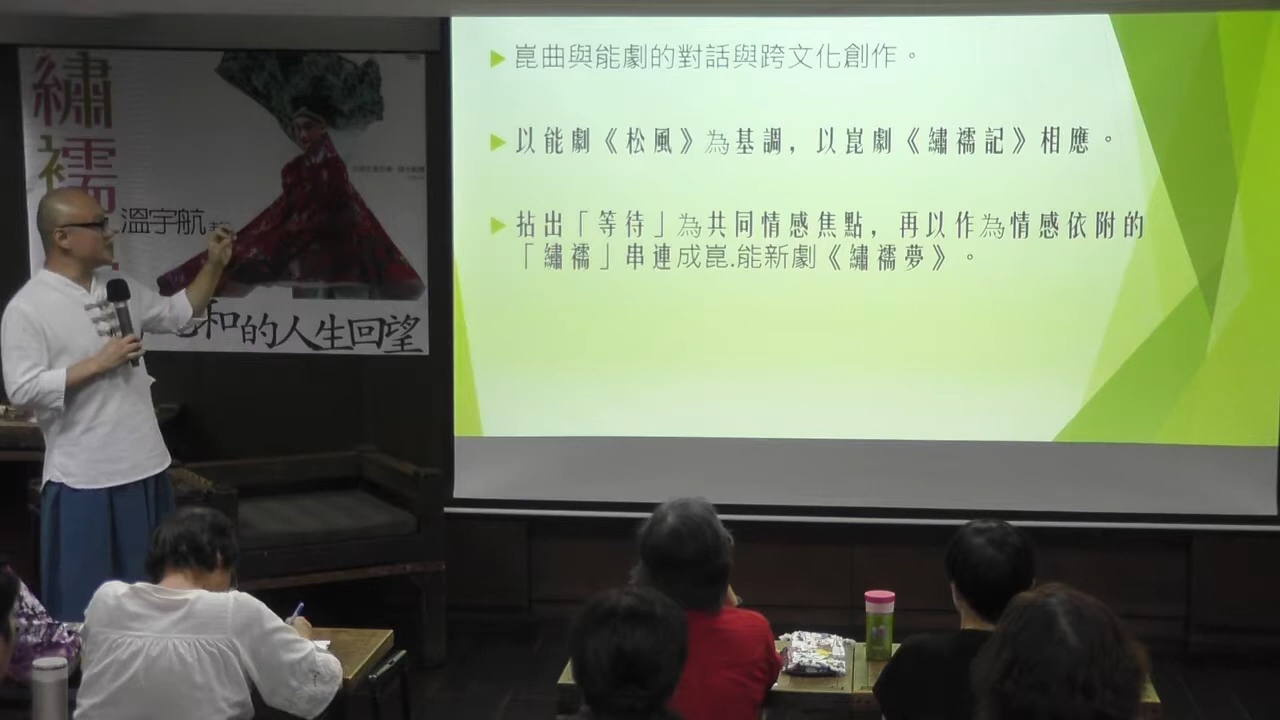 繡
襦
溫宇航
和的人生回望
崑曲與能劇的對話與跨文化創作。
以能劇《松風》為基調，以崑劇《繡襦記》相應。
拈出「等待」為共同情感焦點，再以作為情感依附的
「繡襦」串連成崑.能新劇《繡襦夢》。